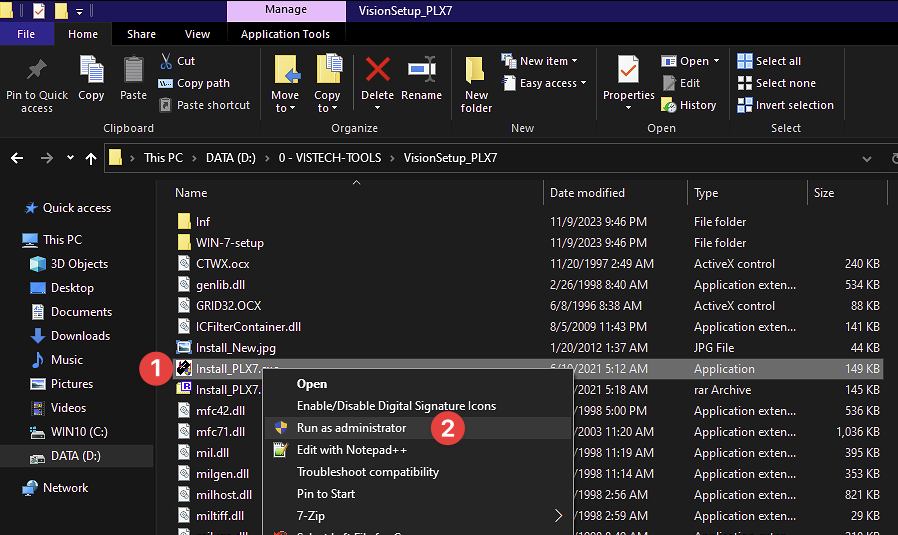 Manage
VisionSetup_PLX7
File
Home
Share
View
Application Tools
Pin to Quick access
Copy
Paste
Cut
Copy path
Paste shortcut
Clipboard
Move to
Copy to
Delete
Rename
Organize
New folder
New item
Easy access
New
Properties
Open
Edit
History
Open
Select all
Select none
Invert selection
Select
This PC > DATA (D:) > 0 - VISTECH-TOOLS > VisionSetup_PLX7
Name Date modified Type Size
Quick access
This PC
3D Objects
Desktop
Documents
Downloads
Music
Pictures
Videos
WIN10 (C:)
DATA (D:)
Network
Inf 11/9/2023 9:46 PM File folder
WIN-7-setup 11/9/2023 9:46 PM File folder
CTWX.ocx 11/20/1997 2:49 AM ActiveX control 240 KB
genlib.dll 2/26/1998 8:40 AM Application exten... 534 KB
GRID32.OCX 6/8/1996 8:38 AM ActiveX control 88 KB
ICFilterContainer.dll 8/5/2009 11:43 PM Application exten... 141 KB
Install_New.jpg 1/20/2012 1:37 AM JPG File 44 KB
1 Install_PLX7. 6/10/2021 5:12 AM Application 149 KB
Install_PLX7. 2021 5:18 AM rar Archive 145 KB
mfc42.dll 1998 5:00 PM Application exten... 536 KB
mfc71.dll 2003 11:20 AM Application exten... 1,036 KB
mil.dll 1998 11:19 AM Application exten... 395 KB
milgen.dll 1998 11:14 AM Application exten... 353 KB
milhost.dll 1998 2:56 AM Application exten... 821 KB
miltiff.dll 1998 2:59 AM Application exten... 29 KB
Open
Enable/Disable Digital Signature Icons
Run as administrator 2
Edit with Notepad++
Troubleshoot compatibility
Pin to Start
7-Zip